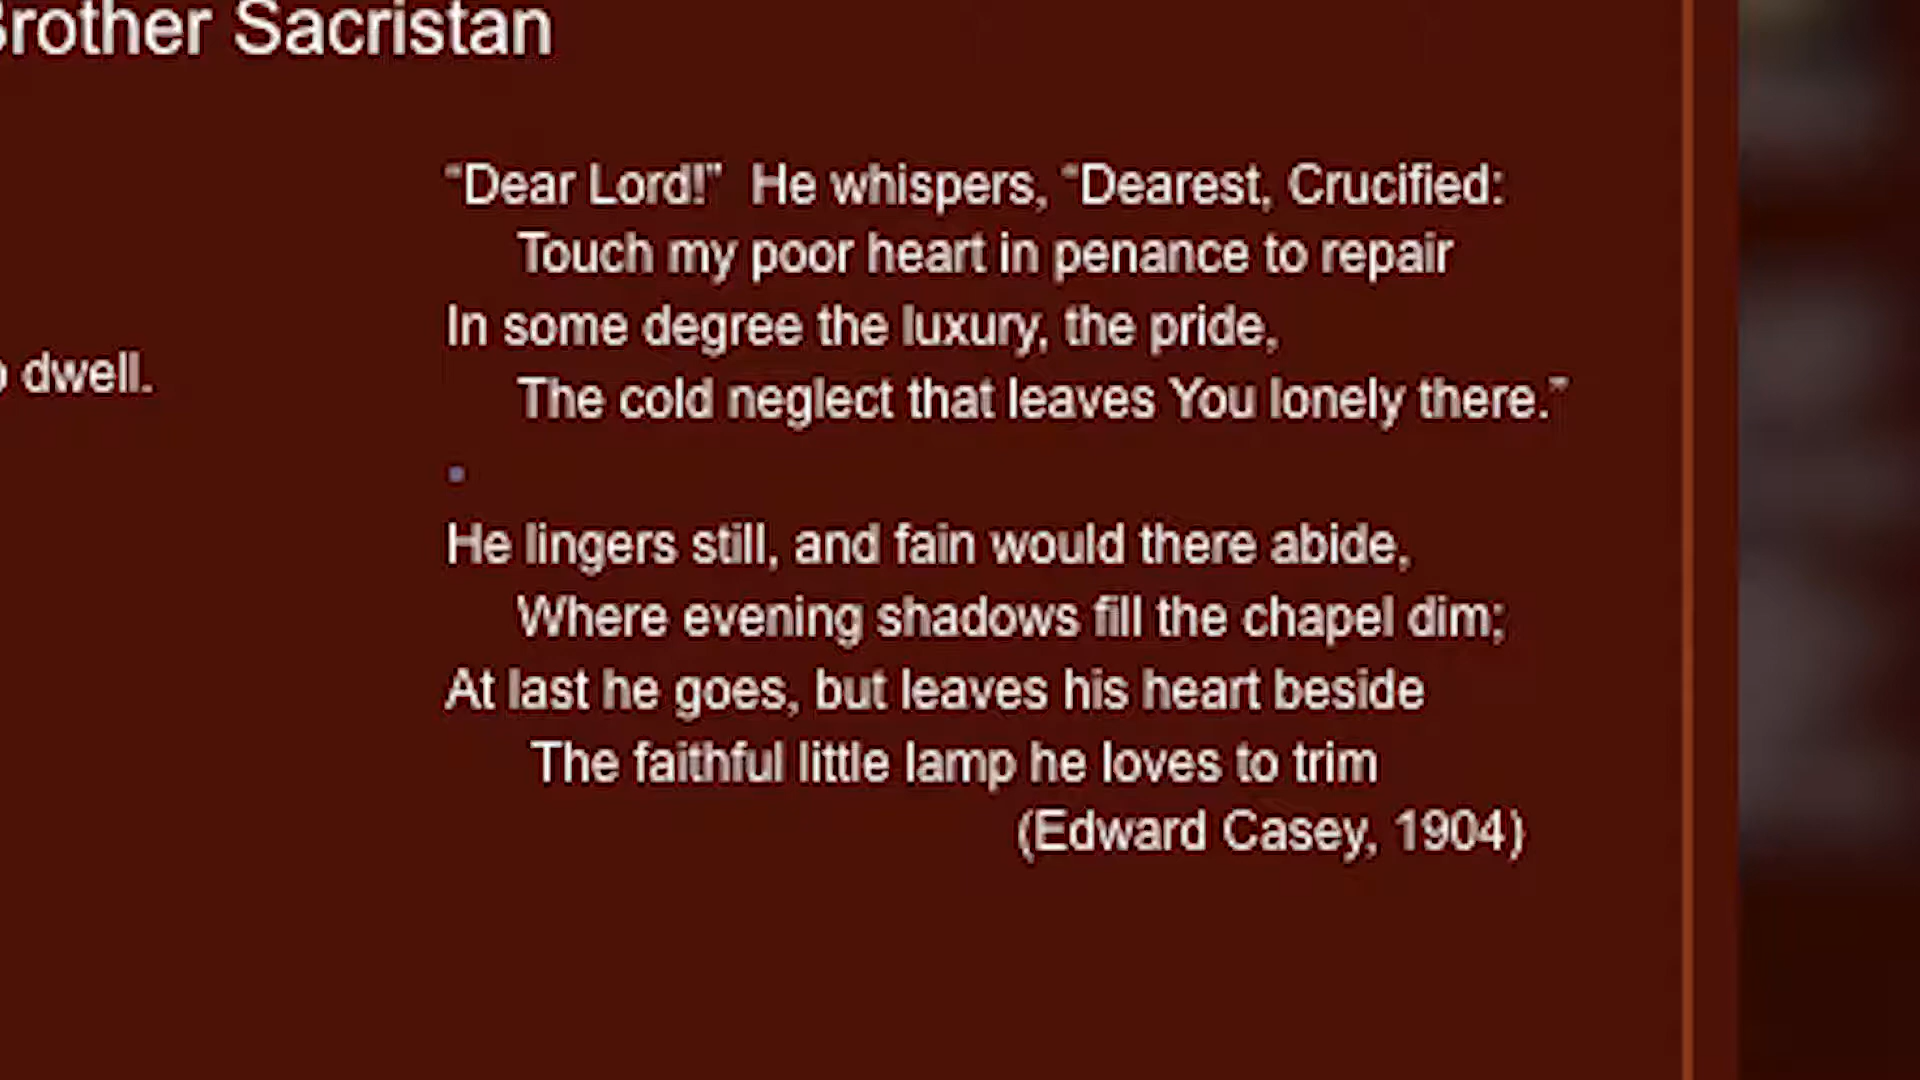 Brother Sacristan
dwell.
“Dear Lord!” He whispers, “Dearest, Crucified:
Touch my poor heart in penance to repair
In some degree the luxury, the pride,
The cold neglect that leaves You lonely there.”
He lingers still, and fain would there abide,
Where evening shadows fill the chapel dim;
At last he goes, but leaves his heart beside
The faithful little lamp he loves to trim
(Edward Casey, 1904)